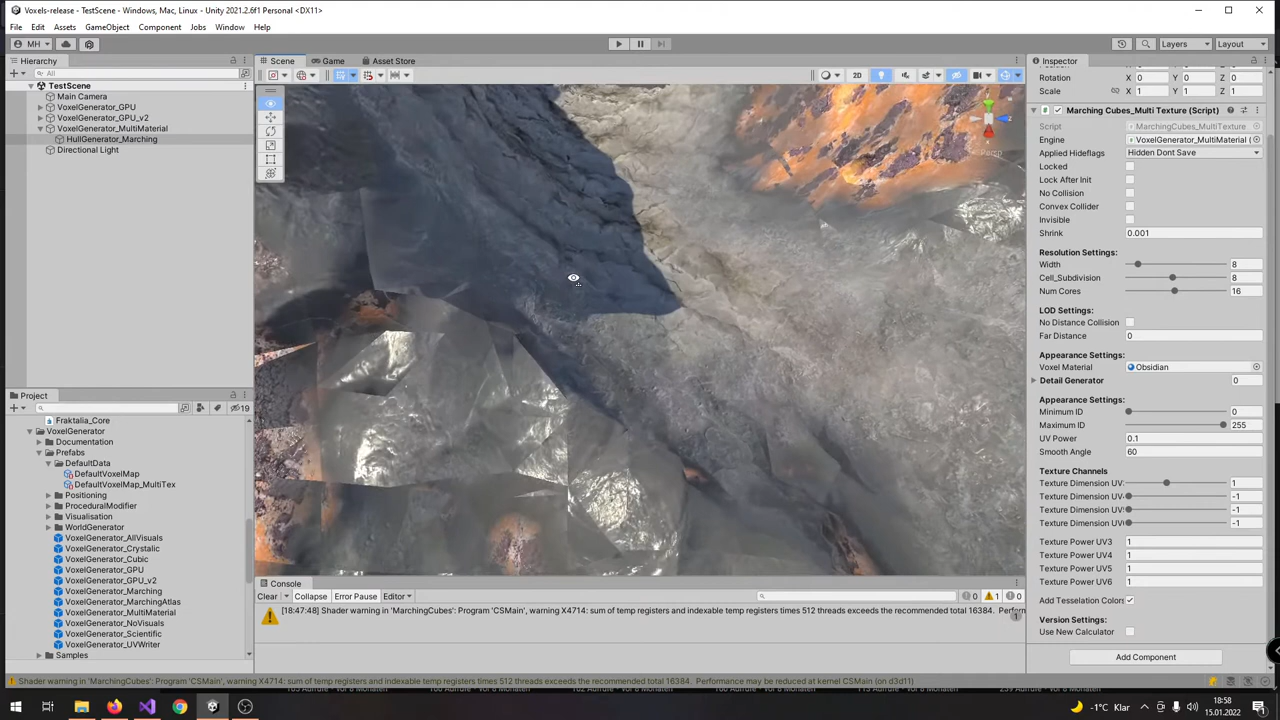 Voxels-release - TestScene - Windows, Mac, Linux - Unity 2021.2.6f1 Personal <DX11>
File Edit Assets GameObject Component Jobs Window Help
MH Layers Layout
Hierarchy
All
TestScene
Main Camera
VoxelGenerator_GPU
VoxelGenerator_GPU_v2
VoxelGenerator_MultiMaterial
HullGenerator_Marching
Directional Light
Project
19
Fraktalia_Core
VoxelGenerator
Documentation
Prefabs
DefaultData
DefaultVoxelMap
DefaultVoxelMap_MultiTex
Positioning
ProceduralModifier
Visualisation
WorldGenerator
VoxelGenerator_AllVisuals
VoxelGenerator_Crystalic
VoxelGenerator_Cubic
VoxelGenerator_GPU
VoxelGenerator_GPU_v2
VoxelGenerator_Marching
VoxelGenerator_MarchingAtlas
VoxelGenerator_MultiMaterial
VoxelGenerator_NoVisuals
VoxelGenerator_Scientific
VoxelGenerator_UVWriter
Samples
Scene Game Asset Store
2D
y
z
Persp
Console
Clear Collapse Error Pause Editor 0 1 0
[18:47:48] Shader warning in 'MarchingCubes': Program 'CSMain', warning X4714: sum of temp registers and indexable temp registers times 512 threads exceeds the recommended total 16384. Perform
1
Inspector
Rotation X 0 Y 0 Z 0
Scale X 1 Y 1 Z 1
Marching Cubes_Multi Texture (Script)
Script MarchingCubes_MultiTexture
Engine VoxelGenerator_MultiMaterial (
Applied Hideflags Hidden Dont Save
Locked
Lock After Init
No Collision
Convex Collider
Invisible
Shrink 0.001
Resolution Settings:
Width 8
Cell_Subdivision 8
Num Cores 16
LOD Settings:
No Distance Collision
Far Distance 0
Appearance Settings:
Voxel Material Obsidian
Detail Generator 0
Appearance Settings:
Minimum ID 0
Maximum ID 255
UV Power 0.1
Smooth Angle 60
Texture Channels
Texture Dimension UV 1
Texture Dimension UV -1
Texture Dimension UV -1
Texture Dimension UV -1
Texture Power UV3 1
Texture Power UV4 1
Texture Power UV5 1
Texture Power UV6 1
Add Tesselation Colors
Version Settings:
Use New Calculator
Add Component
Shader warning in 'MarchingCubes': Program 'CSMain', warning X4714: sum of temp registers and indexable temp registers times 512 threads exceeds the recommended total 16384. Performance may be reduced at kernel CSMain (on d3d11)
-1°C Klar
18:58
15.01.2022